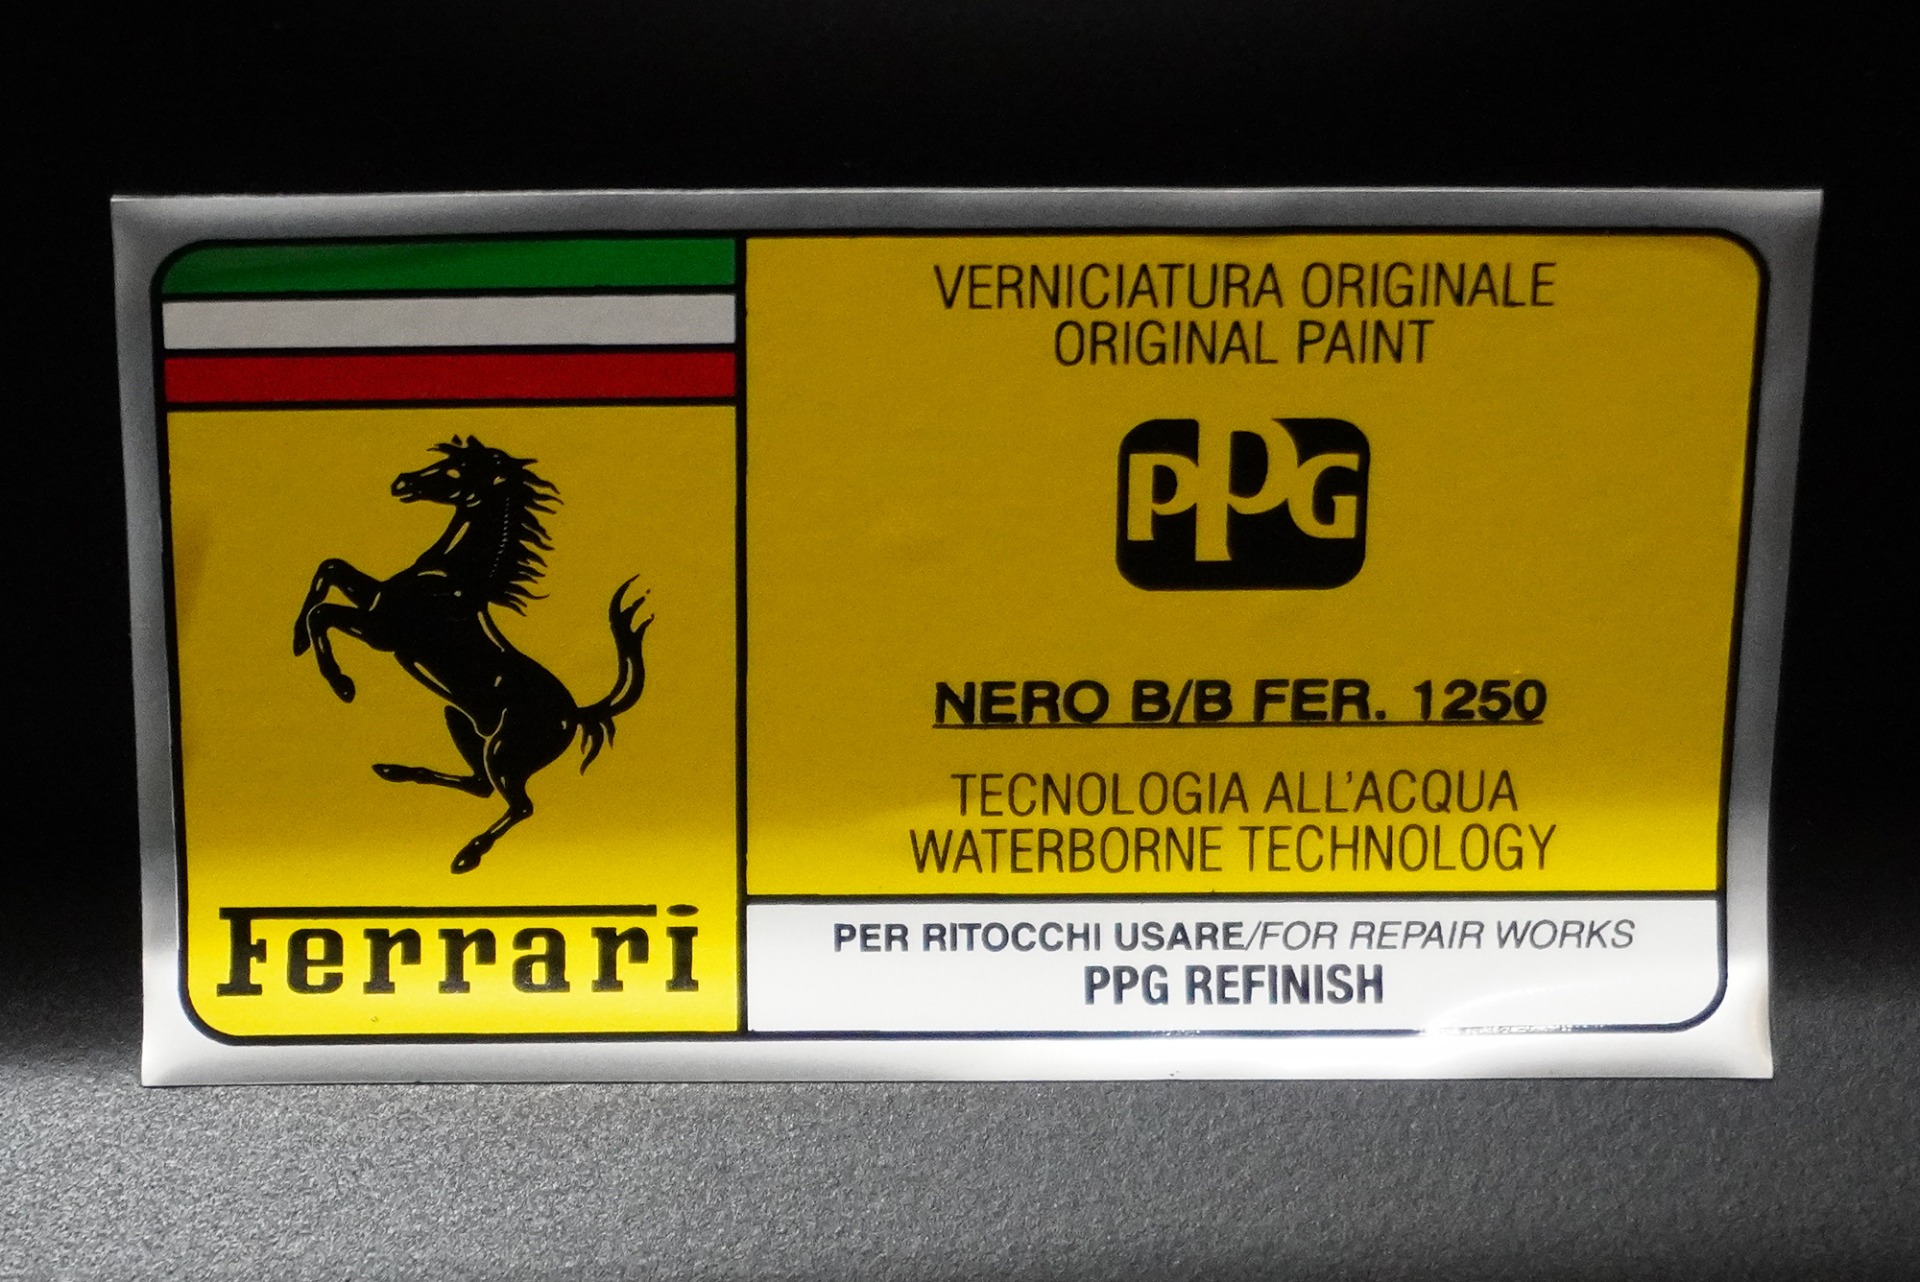 Ferrari
VERNICIATURA ORIGINALE
ORIGINAL PAINT
PPG
NERO B/B FER. 1250
TECNOLOGIA ALL'ACQUA
WATERBORNE TECHNOLOGY
PER RITOCCHI USARE/FOR REPAIR WORKS
PPG REFINISH